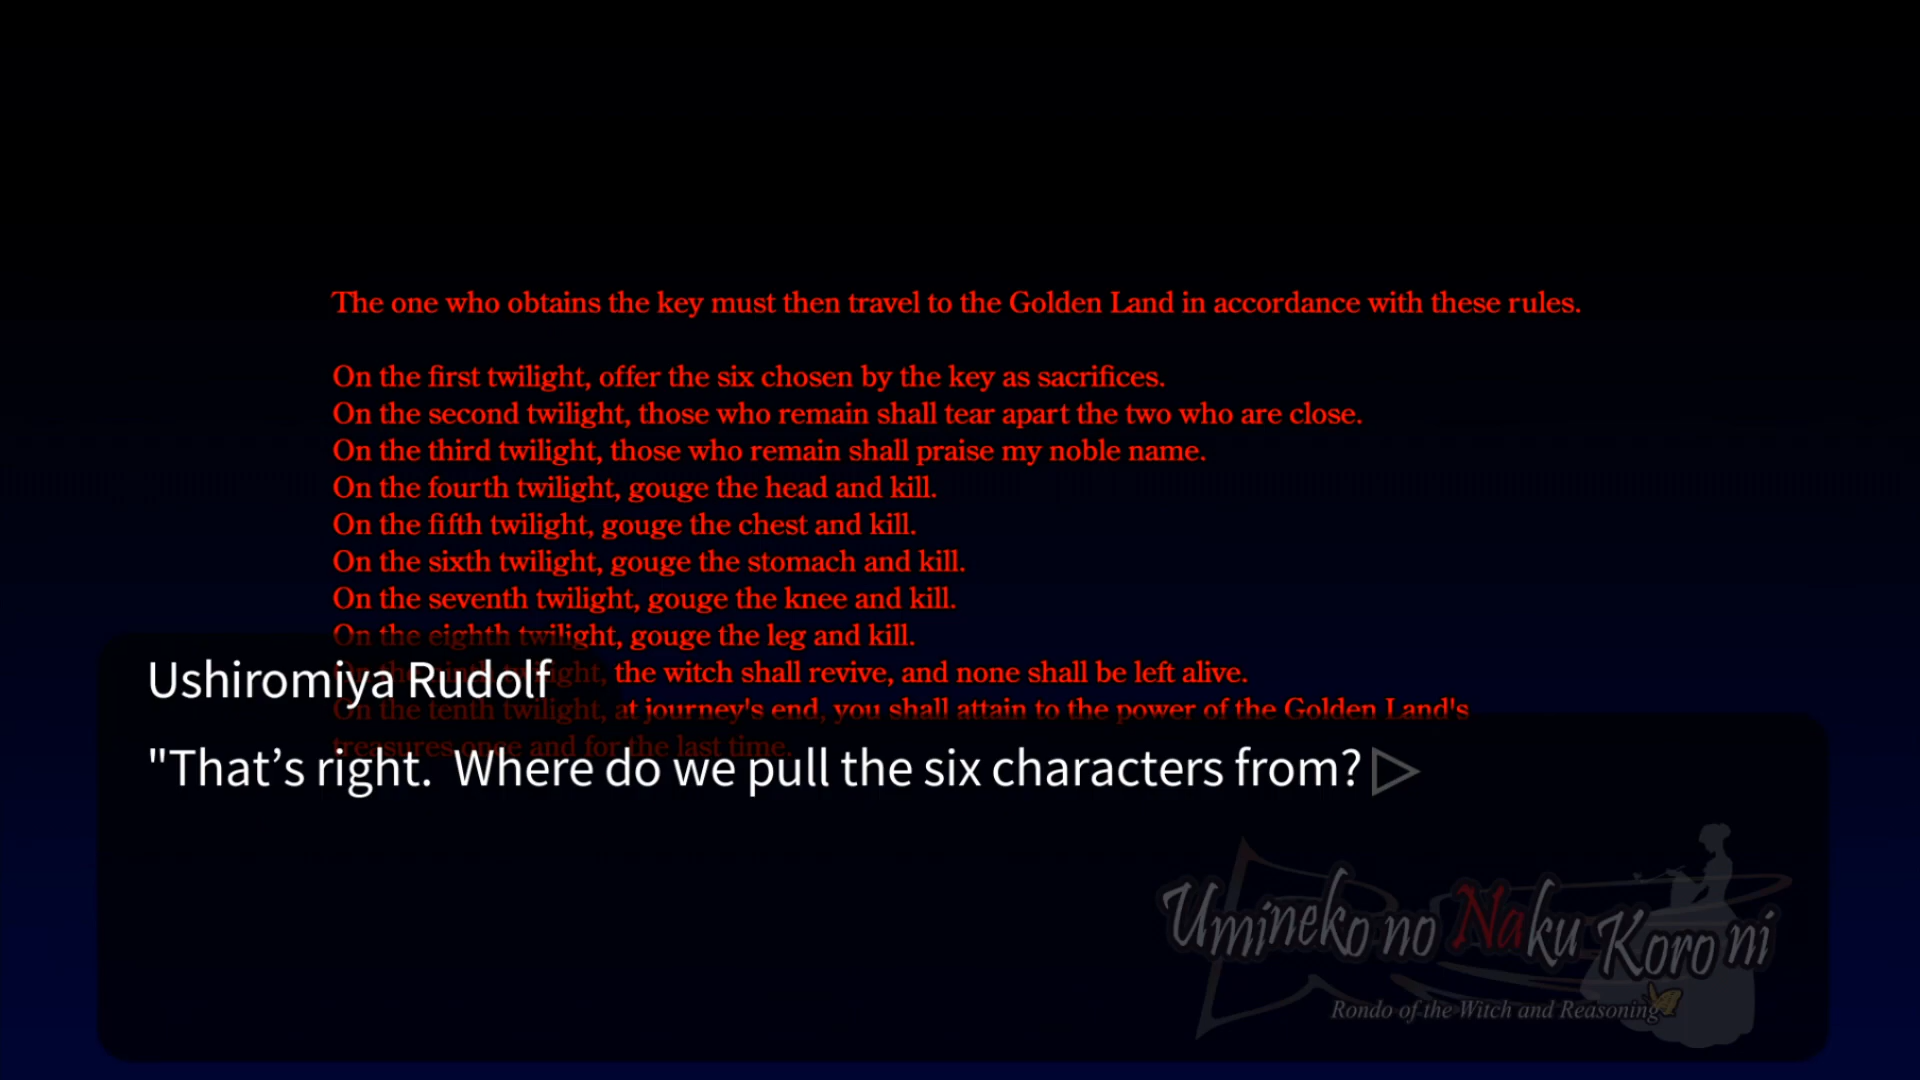 The one who obtains the key must then travel to the Golden Land in accordance with these rules.
On the first twilight, offer the six chosen by the key as sacrifices.
On the second twilight, those who remain shall tear apart the two who are close.
On the third twilight, those who remain shall praise my noble name.
On the fourth twilight, gouge the head and kill.
On the fifth twilight, gouge the chest and kill.
On the sixth twilight, gouge the stomach and kill.
On the seventh twilight, gouge the knee and kill.
On the eighth twilight, gouge the leg and kill.
On the ninth twilight, the witch shall revive, and none shall be left alive.
On the tenth twilight, at journey's end, you shall attain to the power of the Golden Land's
treasures once and for the last time.
Ushiromiya Rudolf
"That’s right.  Where do we pull the six characters from?
Umineko no Naku Koro ni
Rondo of the Witch and Reasoning